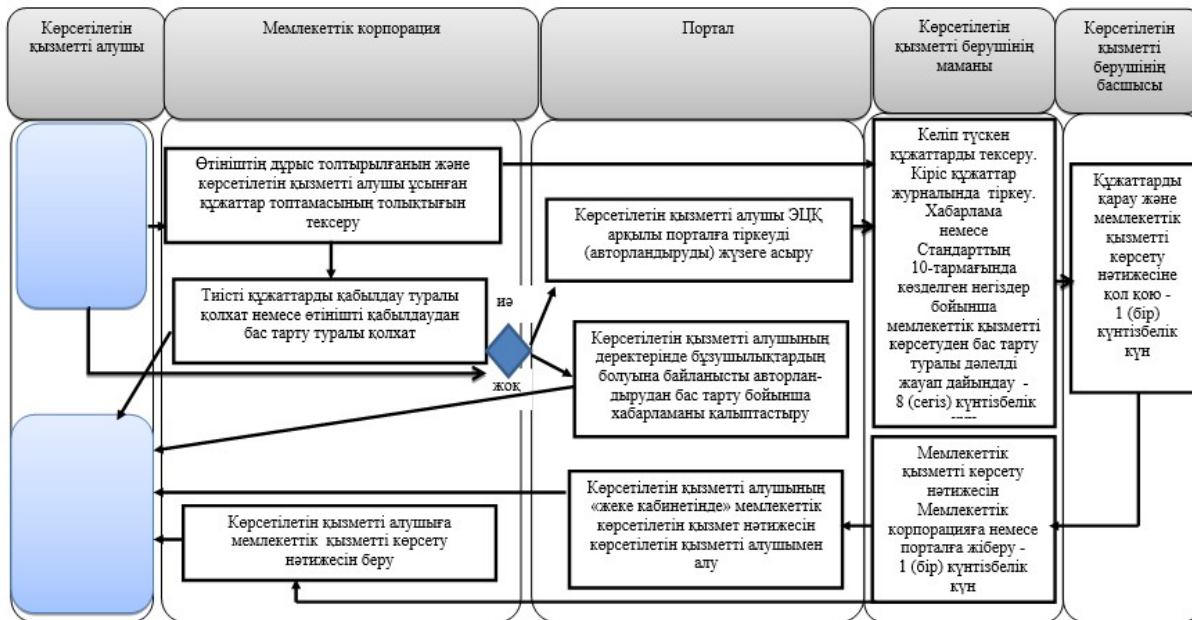 Көрсетілетін
қызметті алушы
Мемлекеттік корпорация
Портал
Көрсетілетін
қызметті берушінің
маманы
Көрсетілетін
қызметті
берушінің
басшысы
Өтініштің дұрыс толтырылғанын және
көрсетілетін қызметті алушы ұсынған
құжаттар топтамасының толықтығын
тексеру
Тиісті құжаттарды қабылдау туралы
қолхат немесе өтінішті қабылдаудан
бас тарту туралы қолхат
иә
жоқ
Көрсетілетін қызметті алушы ЭЦҚ
арқылы порталға тіркеуді
(авторландыруды) жүзеге асыру
Көрсетілетін қызметті алушының
деректерінде бұзушылықтардың
болуына байланысты авторлан-
дырудан бас тарту бойынша
хабарламаны қалыптастыру
Келіп түскен
құжаттарды тексеру.
Кіріс құжаттар
журналында тіркеу.
Хабарлама
немесе
Стандарттың
10-тармағында
көзделген негіздер
бойынша
мемлекеттік қызметті
көрсетуден бас тарту
туралы дәлелді
жауап дайындау -
8 (сегіз) күнтізбелік
Құжаттарды
қарау және
мемлекеттік
қызметті
көрсету
нәтижесіне
қол қою -
1 (бір)
күнтізбелік
күн
Көрсетілетін қызметті алушыға
мемлекеттік қызметті көрсету
нәтижесін беру
Көрсетілетін қызметті алушының
«жеке кабинетінде» мемлекеттік
көрсетілетін қызмет нәтижесін
көрсетілетін қызметті алушымен
алу
Мемлекеттік
қызметті көрсету
нәтижесін
Мемлекеттік
корпорацияға немесе
порталға жіберу -
1 (бір) күнтізбелік
күн